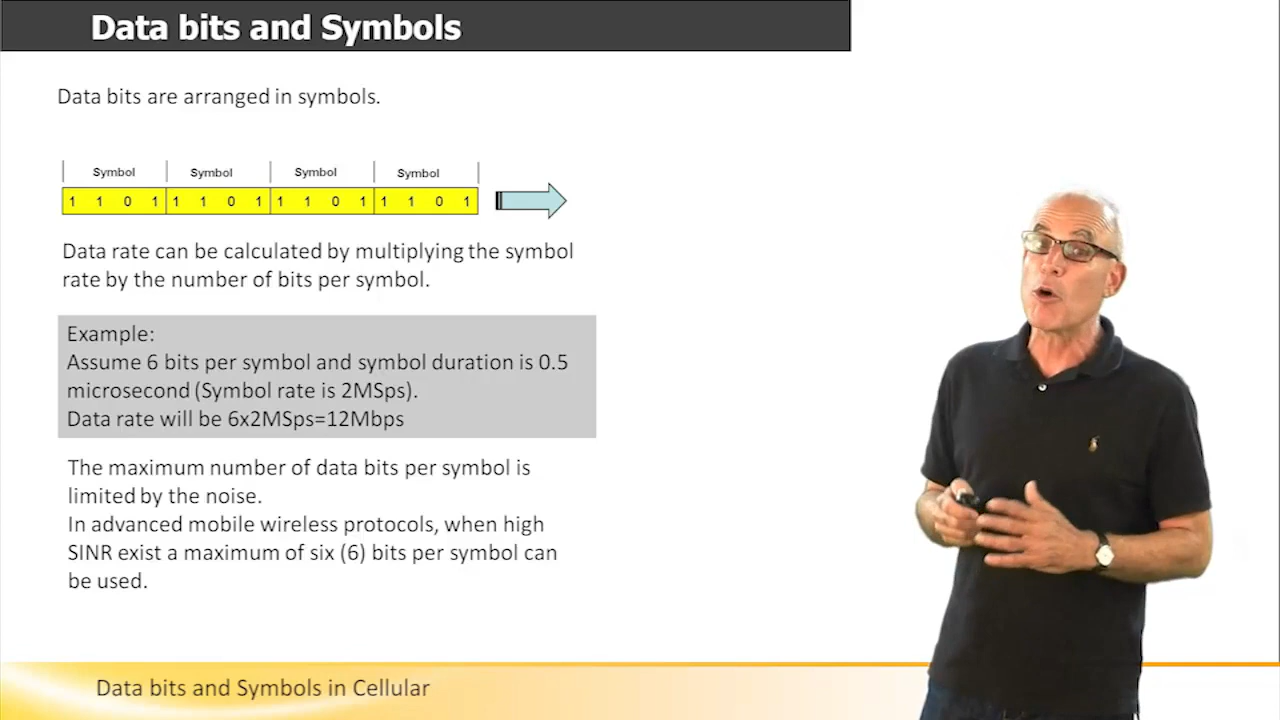 Data bits and Symbols
Data bits are arranged in symbols.
Symbol Symbol Symbol Symbol
1 1 0 1 1 1 0 1 1 1 0 1 1 1 0 1
Data rate can be calculated by multiplying the symbol
rate by the number of bits per symbol.
Example:
Assume 6 bits per symbol and symbol duration is 0.5
microsecond (Symbol rate is 2MSps).
Data rate will be 6x2MSps=12Mbps
The maximum number of data bits per symbol is
limited by the noise.
In advanced mobile wireless protocols, when high
SINR exist a maximum of six (6) bits per symbol can
be used.
Data bits and Symbols in Cellular